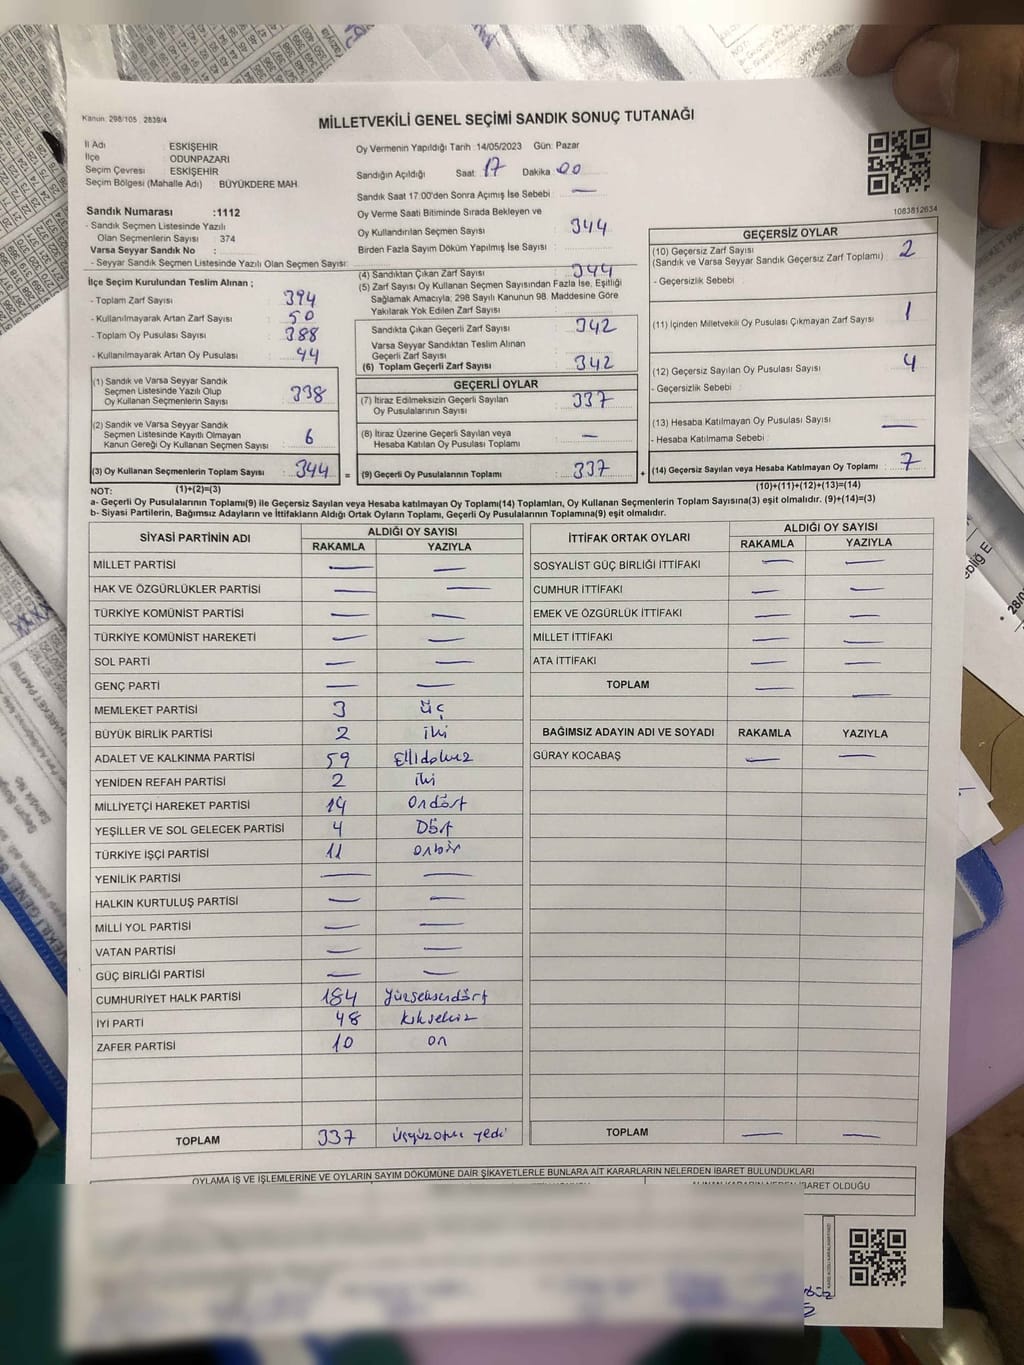 Kanun: 298/105 , 2839/4
MİLLETVEKİLİ GENEL SEÇİMİ SANDIK SONUÇ TUTANAĞI
İl Adı : ESKİŞEHİR
İlçe : ODUNPAZARI
Seçim Çevresi : ESKİŞEHİR
Seçim Bölgesi (Mahalle Adı) : BÜYÜKDERE MAH.
Oy Vermenin Yapıldığı Tarih :14/05/2023 Gün: Pazar
Sandığın Açıldığı Saat: 17 Dakika 00
Sandık Saat 17:00'den Sonra Açımış İse Sebebi : —
1083812634
Sandık Numarası :1112
- Sandık Seçmen Listesinde Yazılı
Olan Seçmenlerin Sayısı : 374
Varsa Seyyar Sandık No :
- Seyyar Sandık Seçmen Listesinde Yazılı Olan Seçmen Sayısı:
Oy Verme Saati Bitiminde Sırada Bekleyen ve
Oy Kullandırılan Seçmen Sayısı : 344
Birden Fazla Sayım Döküm Yapılmış İse Sayısı :
İlçe Seçim Kurulundan Teslim Alınan ;
- Toplam Zarf Sayısı : 394
- Kullanılmayarak Artan Zarf Sayısı : 50
- Toplam Oy Pusulası Sayısı : 388
- Kullanılmayarak Artan Oy Pusulası : 44
(4) Sandıktan Çıkan Zarf Sayısı : 344
(5) Zarf Sayısı Oy Kullanan Seçmen Sayısından Fazla İse, Eşitliği
Sağlamak Amacıyla; 298 Sayılı Kanunun 98. Maddesine Göre
Yakılarak Yok Edilen Zarf Sayısı :
Sandıkta Çıkan Geçerli Zarf Sayısı : 342
Varsa Seyyar Sandıktan Teslim Alınan
Geçerli Zarf Sayısı :
(6) Toplam Geçerli Zarf Sayısı : 342
GEÇERSİZ OYLAR
(10) Geçersiz Zarf Sayısı : 2
(Sandık ve Varsa Seyyar Sandık Geçersiz Zarf Toplamı)
- Geçersizlik Sebebi :
(11) İçinden Milletvekili Oy Pusulası Çıkmayan Zarf Sayısı : 1
(12) Geçersiz Sayılan Oy Pusulası Sayısı : 4
- Geçersizlik Sebebi :
(13) Hesaba Katılmayan Oy Pusulası Sayısı : —
- Hesaba Katılmama Sebebi :
(14) Geçersiz Sayılan veya Hesaba Katılmayan Oy Toplamı : 7
(10)+(11)+(12)+(13)=(14)
(1) Sandık ve Varsa Seyyar Sandık
Seçmen Listesinde Yazılı Olup
Oy Kullanan Seçmenlerin Sayısı : 338
(2) Sandık ve Varsa Seyyar Sandık
Seçmen Listesinde Kayıtlı Olmayan
Kanun Gereği Oy Kullanan Seçmen Sayısı : 6
(3) Oy Kullanan Seçmenlerin Toplam Sayısı : 344 =
GEÇERLİ OYLAR
(7) İtiraz Edilmeksizin Geçerli Sayılan
Oy Pusulalarının Sayısı : 337
(8) İtiraz Üzerine Geçerli Sayılan veya
Hesaba Katılan Oy Pusulası Toplamı : —
(9) Geçerli Oy Pusulalarının Toplamı : 337 +
NOT: (1)+(2)=(3)
a- Geçerli Oy Pusulalarının Toplamı(9) ile Geçersiz Sayılan veya Hesaba katılmayan Oy Toplamı(14) Toplamları, Oy Kullanan Seçmenlerin Toplam Sayısına(3) eşit olmalıdır. (9)+(14)=(3)
b- Siyasi Partilerin, Bağımsız Adayların ve İttifakların Aldığı Ortak Oyların Toplamı, Geçerli Oy Pusulalarının Toplamına(9) eşit olmalıdır.
SİYASİ PARTİNİN ADI ALDIĞI OY SAYISI
RAKAMLA YAZIYLA
MİLLET PARTİSİ — —
HAK VE ÖZGÜRLÜKLER PARTİSİ — —
TÜRKİYE KOMÜNİST PARTİSİ — —
TÜRKİYE KOMÜNİST HAREKETİ — —
SOL PARTİ — —
GENÇ PARTİ — —
MEMLEKET PARTİSİ 3 üç
BÜYÜK BİRLİK PARTİSİ 2 iki
ADALET VE KALKINMA PARTİSİ 59 Ellidokuz
YENİDEN REFAH PARTİSİ 2 iki
MİLLİYETÇİ HAREKET PARTİSİ 14 Ondört
YEŞİLLER VE SOL GELECEK PARTİSİ 4 Dört
TÜRKİYE İŞÇİ PARTİSİ 11 onbir
YENİLİK PARTİSİ — —
HALKIN KURTULUŞ PARTİSİ — —
MİLLİ YOL PARTİSİ — —
VATAN PARTİSİ — —
GÜÇ BİRLİĞİ PARTİSİ — —
CUMHURİYET HALK PARTİSİ 184 yüzseksendört
İYİ PARTİ 48 kırksekiz
ZAFER PARTİSİ 10 on
TOPLAM 337 üçyüzotuz yedi
İTTİFAK ORTAK OYLARI ALDIĞI OY SAYISI
RAKAMLA YAZIYLA
SOSYALİST GÜÇ BİRLİĞİ İTTİFAKI — —
CUMHUR İTTİFAKI — —
EMEK VE ÖZGÜRLÜK İTTİFAKI — —
MİLLET İTTİFAKI — —
ATA İTTİFAKI — —
TOPLAM — —
BAĞIMSIZ ADAYIN ADI VE SOYADI RAKAMLA YAZIYLA
GÜRAY KOCABAŞ — —
TOPLAM — —
OYLAMA İŞ VE İŞLEMLERİNE VE OYLARIN SAYIM DÖKÜMÜNE DAİR ŞİKAYETLERLE BUNLARA AİT KARARLARIN NELERDEN İBARET BULUNDUKLARI
İBARET OLDUĞU